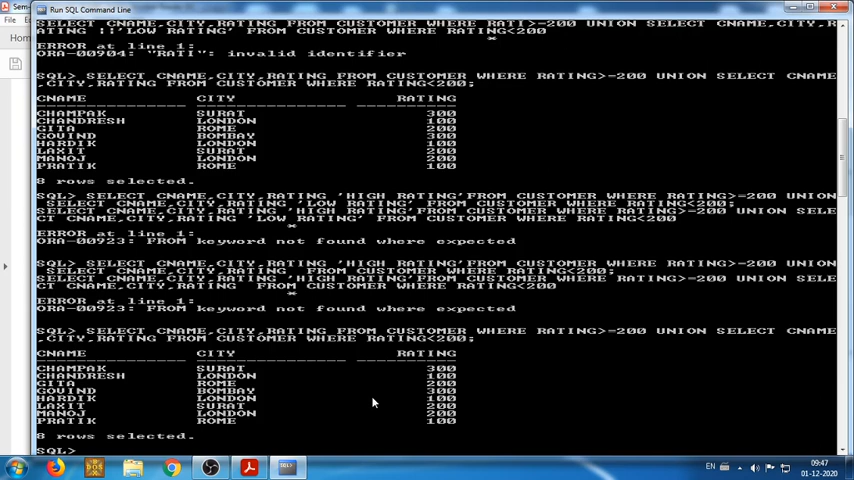 Sem-
Run SQL Command Line
File
Hom
SELECT CNAME,CITY,RATING FROM CUSTOMER WHERE RATI>=200 UNION SELECT CNAME,CITY,R
ATING ::'LOW RATING' FROM CUSTOMER WHERE RATING<200
*
ERROR at line 1:
ORA-00904: "RATI": invalid identifier
SQL> SELECT CNAME,CITY,RATING FROM CUSTOMER WHERE RATING>=200 UNION SELECT CNAME
,CITY,RATING FROM CUSTOMER WHERE RATING<200;
CNAME CITY RATING
CHAMPAK SURAT 300
CHANDRESH LONDON 100
GITA ROME 200
GOVIND BOMBAY 300
HARDIK LONDON 100
LAXIT SURAT 200
MANOJ LONDON 200
PRATIK ROME 100
8 rows selected.
SQL> SELECT CNAME,CITY,RATING 'HIGH RATING'FROM CUSTOMER WHERE RATING>=200 UNION
SELECT CNAME,CITY,RATING 'LOW RATING' FROM CUSTOMER WHERE RATING<200;
SELECT CNAME,CITY,RATING 'HIGH RATING'FROM CUSTOMER WHERE RATING>=200 UNION SELE
CT CNAME,CITY,RATING 'LOW RATING' FROM CUSTOMER WHERE RATING<200
*
ERROR at line 1:
ORA-00923: FROM keyword not found where expected
SQL> SELECT CNAME,CITY,RATING 'HIGH RATING'FROM CUSTOMER WHERE RATING>=200 UNION
SELECT CNAME,CITY,RATING FROM CUSTOMER WHERE RATING<200;
SELECT CNAME,CITY,RATING 'HIGH RATING'FROM CUSTOMER WHERE RATING>=200 UNION SELE
CT CNAME,CITY,RATING FROM CUSTOMER WHERE RATING<200
*
ERROR at line 1:
ORA-00923: FROM keyword not found where expected
SQL> SELECT CNAME,CITY,RATING FROM CUSTOMER WHERE RATING>=200 UNION SELECT CNAME
,CITY,RATING FROM CUSTOMER WHERE RATING<200;
CNAME CITY RATING
CHAMPAK SURAT 300
CHANDRESH LONDON 100
GITA ROME 200
GOVIND BOMBAY 300
HARDIK LONDON 100
LAXIT SURAT 200
MANOJ LONDON 200
PRATIK ROME 100
8 rows selected.
SQL>
DOS
SQL>
EN
09:47
01-12-2020